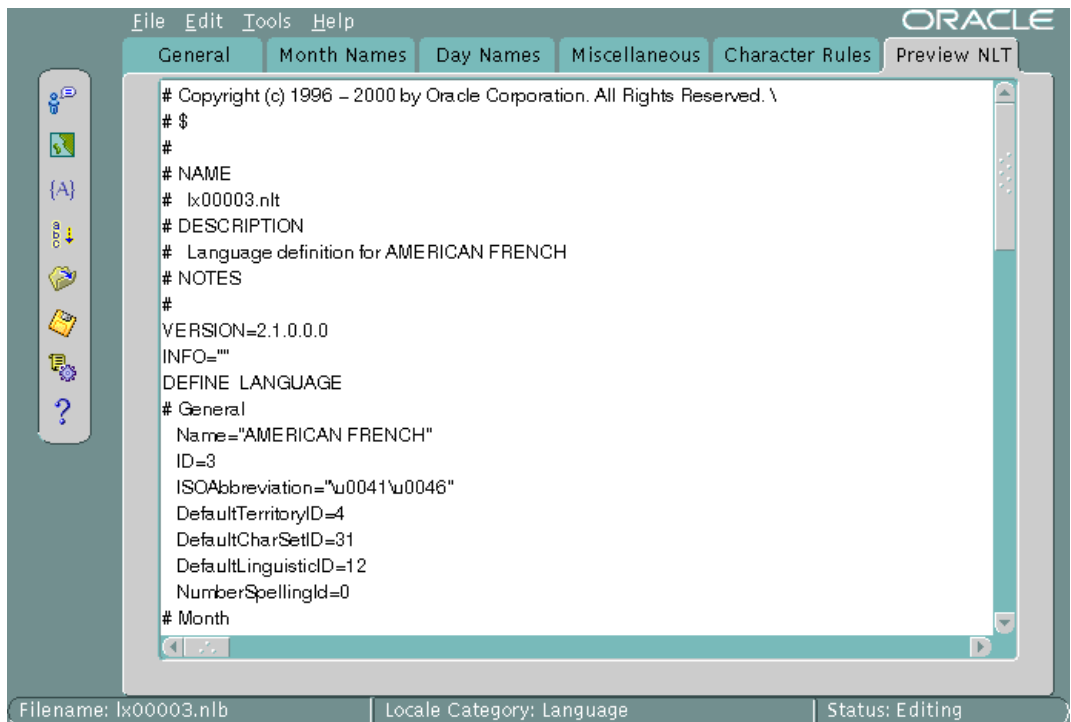 File Edit Tools Help
ORACLE
General Month Names Day Names Miscellaneous Character Rules Preview NLT
# Copyright (c) 1996 – 2000 by Oracle Corporation. All Rights Reserved. \
# $
#
# NAME
#   lx00003.nlt
# DESCRIPTION
#   Language definition for AMERICAN FRENCH
# NOTES
#
VERSION=2.1.0.0.0
INFO=""
DEFINE  LANGUAGE
# General
  Name="AMERICAN FRENCH"
  ID=3
  ISOAbbreviation="\u0041\u0046"
  DefaultTerritoryID=4
  DefaultCharSetID=31
  DefaultLinguisticID=12
  NumberSpellingId=0
# Month
{A}
a
b
c
?
Filename: lx00003.nlb Locale Category: Language Status: Editing